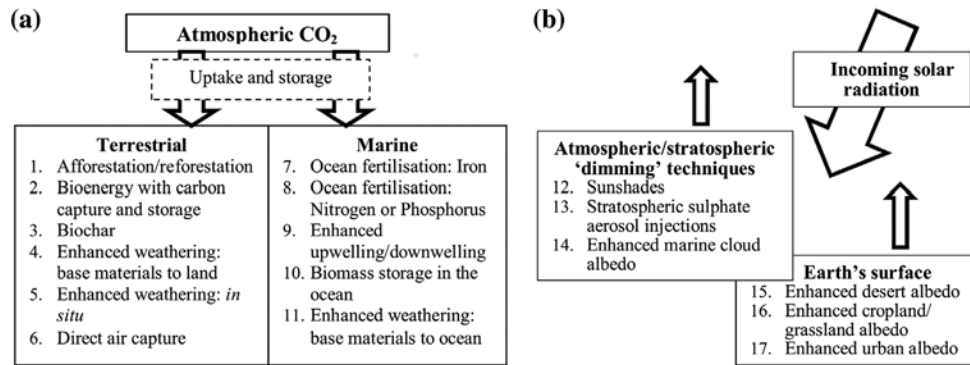 (a)
Atmospheric CO₂
Uptake and storage
Terrestrial
1. Afforestation/reforestation
2. Bioenergy with carbon
capture and storage
3. Biochar
4. Enhanced weathering:
base materials to land
5. Enhanced weathering: in
situ
6. Direct air capture
Marine
7. Ocean fertilisation: Iron
8. Ocean fertilisation:
Nitrogen or Phosphorus
9. Enhanced
upwelling/downwelling
10. Biomass storage in the
ocean
11. Enhanced weathering:
base materials to ocean
(b)
Incoming solar
radiation
Atmospheric/stratospheric
‘dimming’ techniques
12. Sunshades
13. Stratospheric sulphate
aerosol injections
14. Enhanced marine cloud
albedo
Earth’s surface
15. Enhanced desert albedo
16. Enhanced cropland/
grassland albedo
17. Enhanced urban albedo